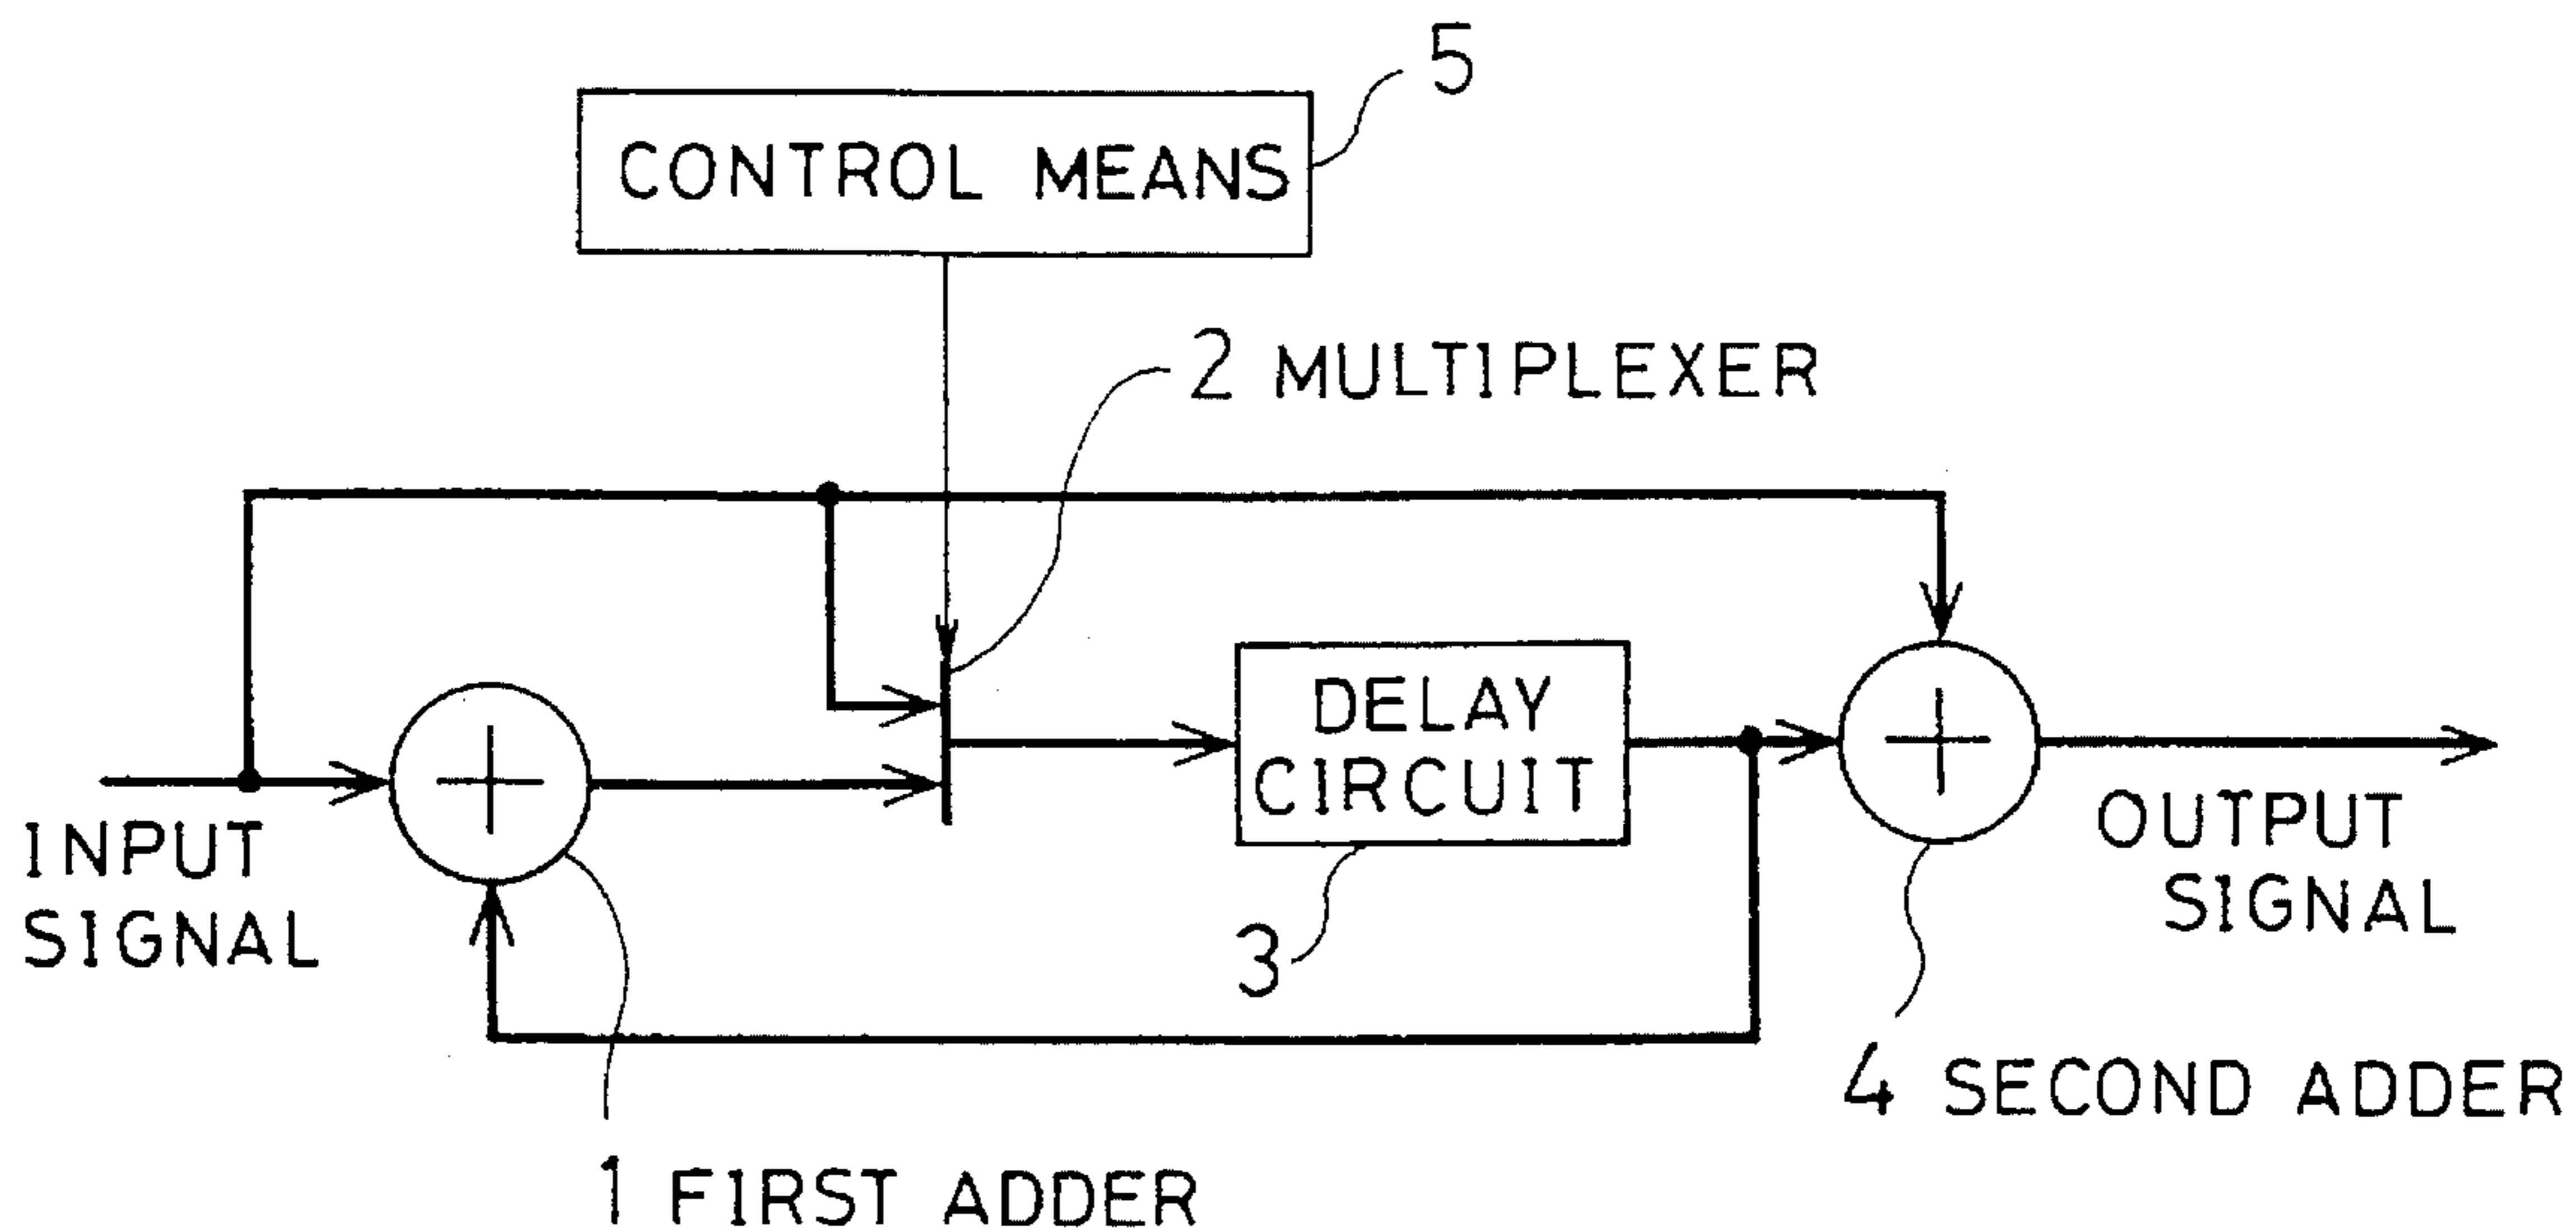 5
CONTROL MEANS
2 MULTIPLEXER
DELAY
CIRCUIT
INPUT
SIGNAL
OUTPUT
SIGNAL
3
4 SECOND ADDER
1 FIRST ADDER